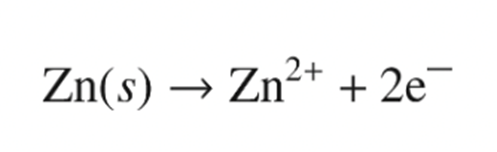 Zn(s) → Zn²⁺ + 2e⁻